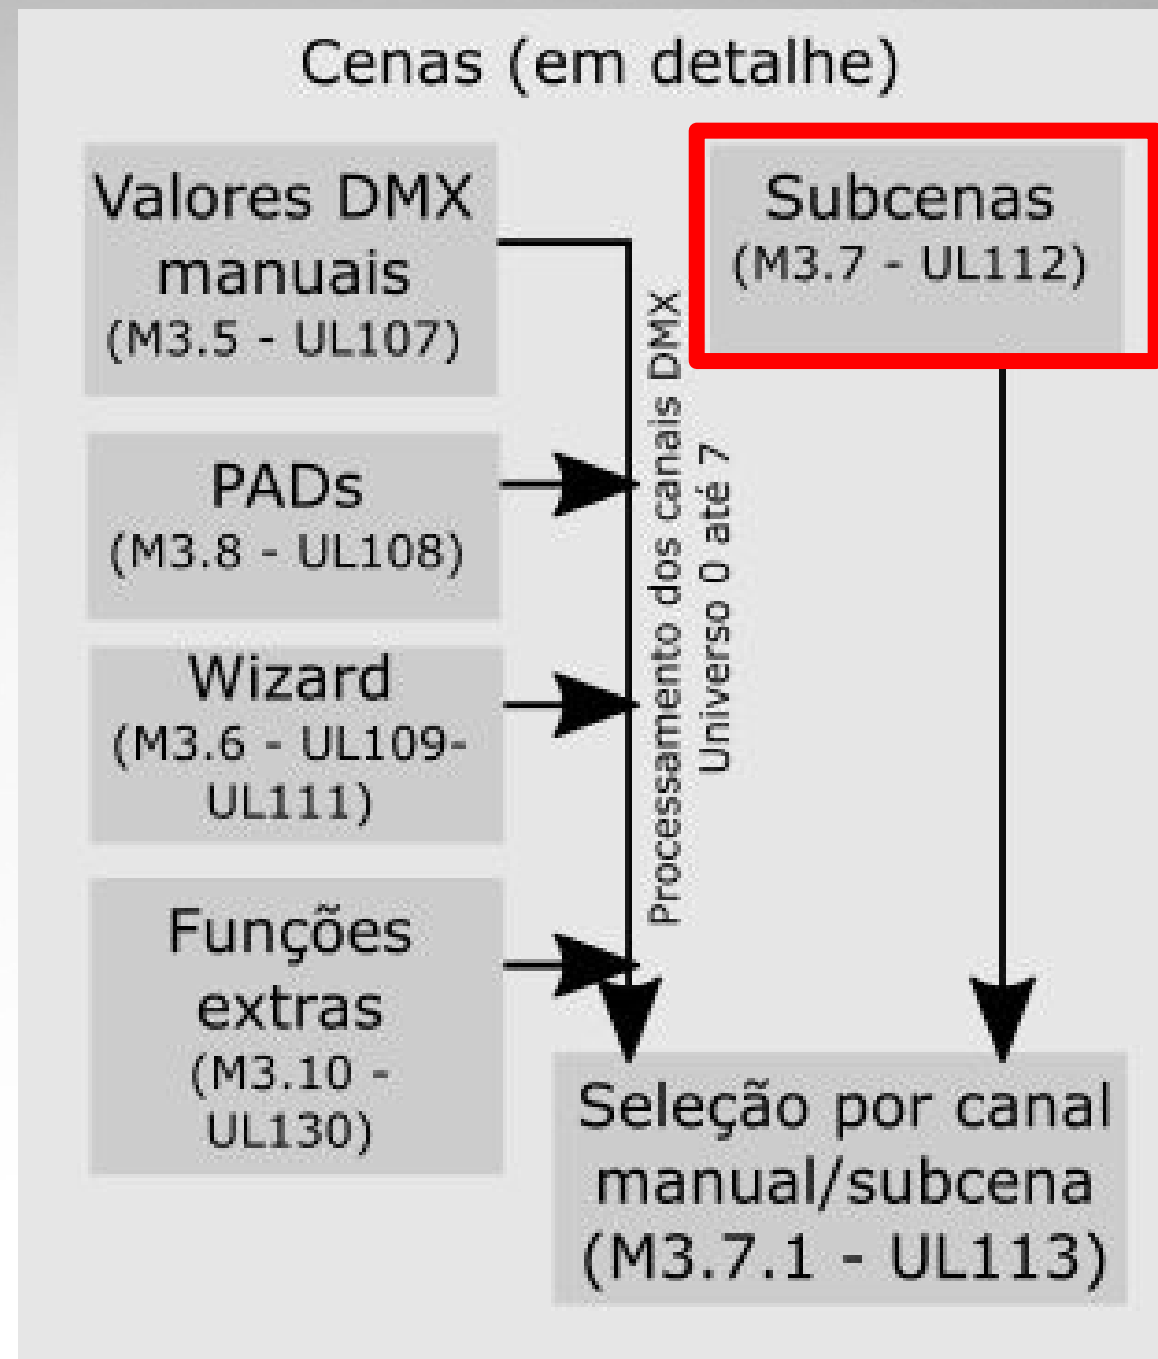 Cenas (em detalhe)
Valores DMX
manuais
(M3.5 - UL107)
Subcenas
(M3.7 - UL112)
PADs
(M3.8 - UL108)
Wizard
(M3.6 - UL109-
UL111)
Funções
extras
(M3.10 -
UL130)
Processamento dos canais DMX
Universo 0 até 7
Seleção por canal
manual/subcena
(M3.7.1 - UL113)